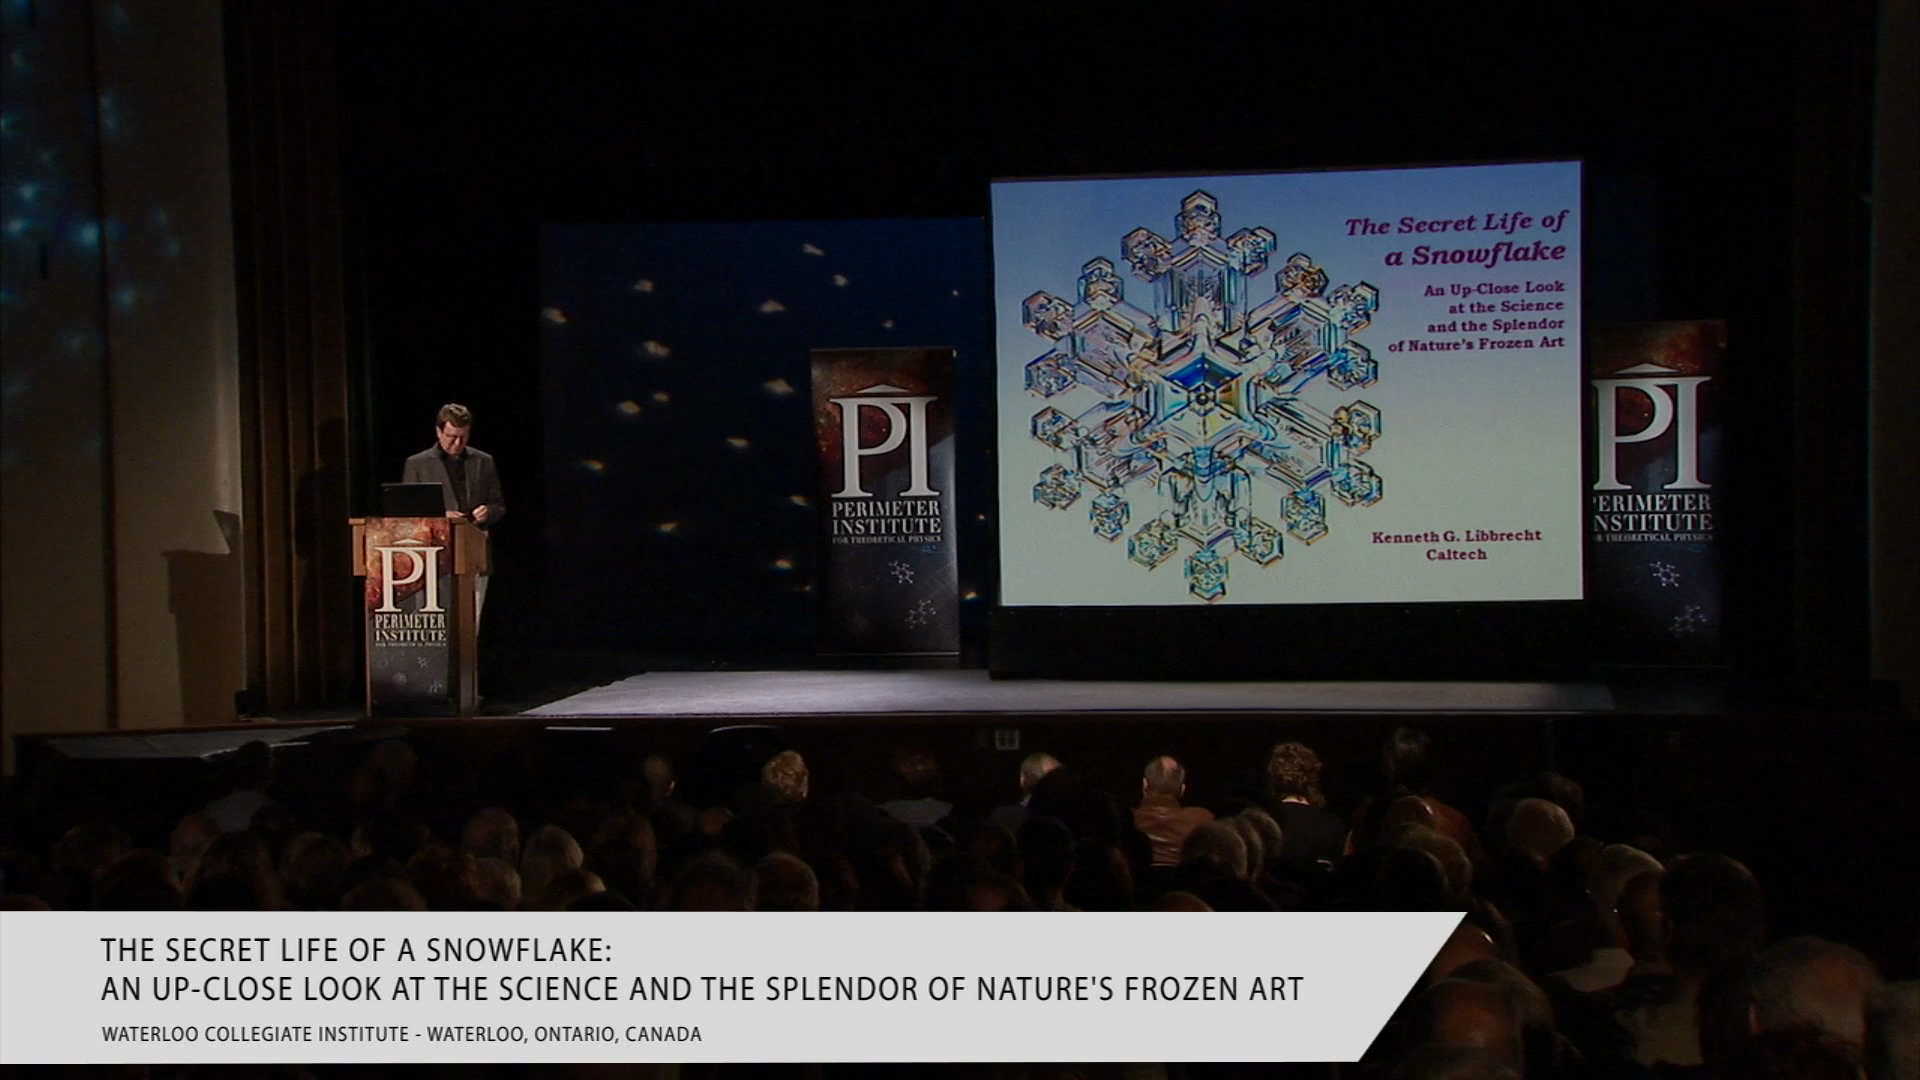 The Secret Life of
a Snowflake
An Up-Close Look
at the Science
and the Splendor
of Nature's Frozen Art
Kenneth G. Libbrecht
Caltech
PI
PERIMETER
INSTITUTE
FOR THEORETICAL PHYSICS
PI
PERIMETER
INSTITUTE
FOR THEORETICAL PHYSICS
PI
PERIMETER
INSTITUTE
FOR THEORETICAL PHYSICS
THE SECRET LIFE OF A SNOWFLAKE:
AN UP-CLOSE LOOK AT THE SCIENCE AND THE SPLENDOR OF NATURE'S FROZEN ART
WATERLOO COLLEGIATE INSTITUTE - WATERLOO, ONTARIO, CANADA